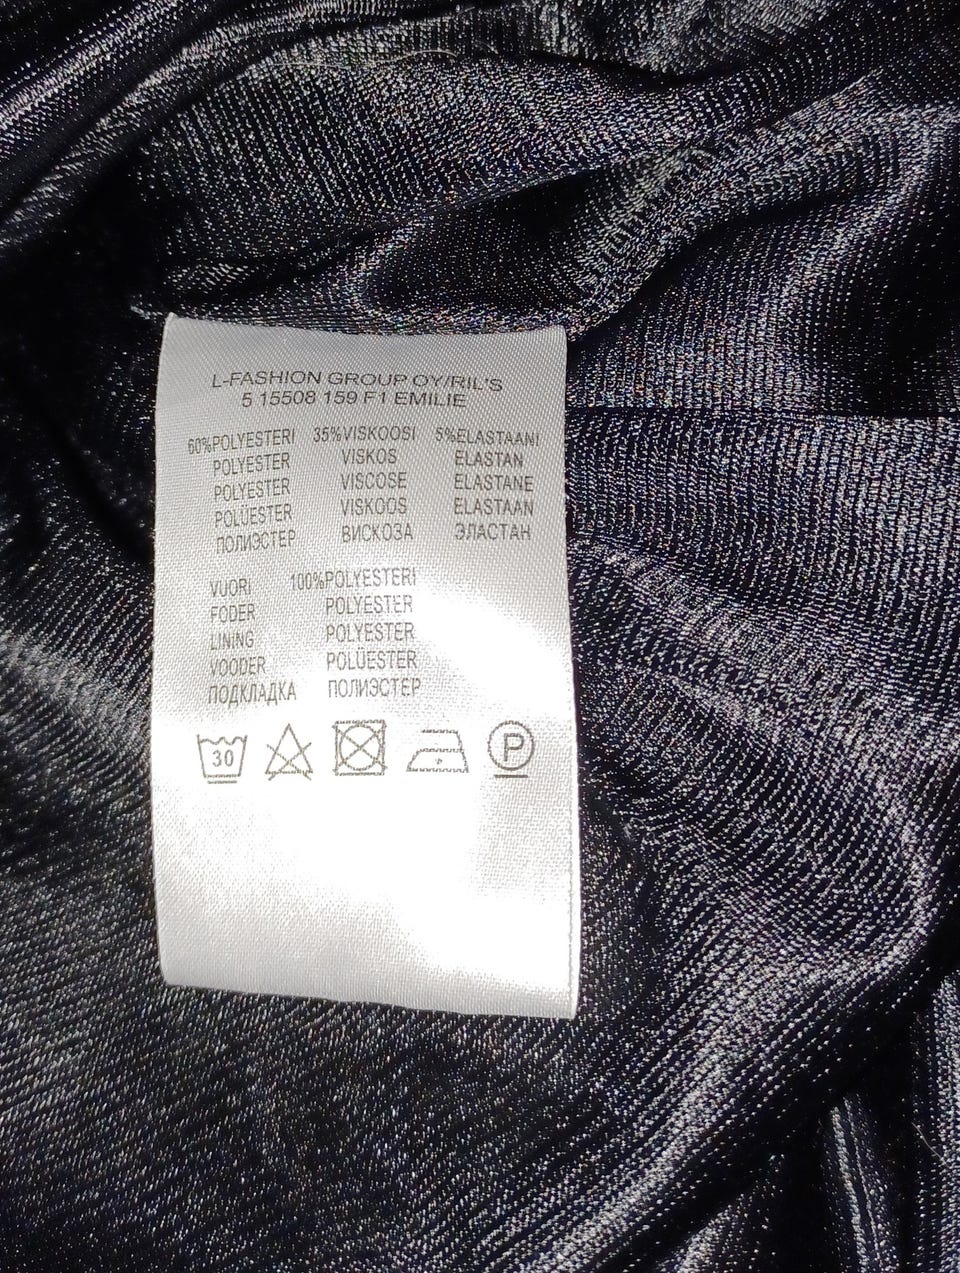 L-FASHION GROUP OY/RIL'S
5 15508 159 F1 EMILIE
60%POLYESTERI 35%VISKOOSI 5%ELASTAANI
POLYESTER VISKOS ELASTAN
POLYESTER VISCOSE ELASTANE
POLÜESTER VISKOOS ELASTAAN
ПОЛИЭСТЕР ВИСКОЗА ЭЛАСТАН
VUORI 100%POLYESTERI
FODER POLYESTER
LINING POLYESTER
VOODER POLÜESTER
ПОДКЛАДКА ПОЛИЭСТЕР
30 P